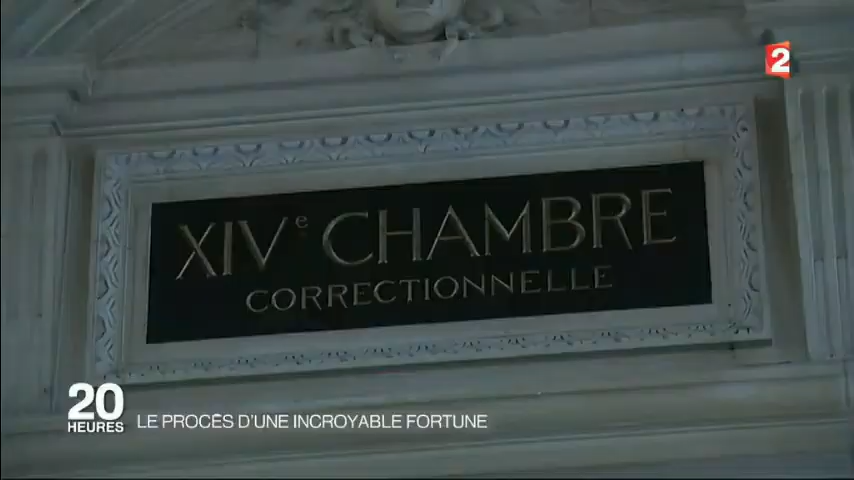 2
XIVe CHAMBRE
CORRECTIONNELLE
20
HEURES
LE PROCÈS D'UNE INCROYABLE FORTUNE